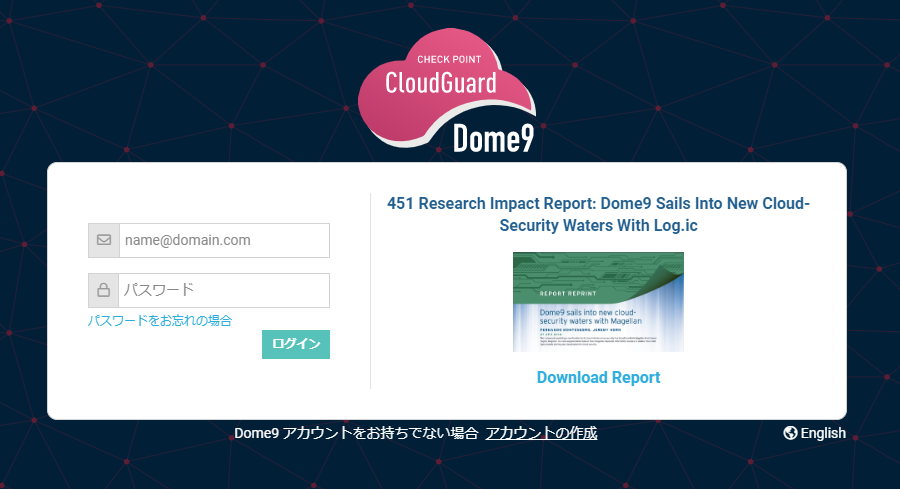 CHECK POINT
CloudGuard
Dome9
name@domain.com
パスワード
パスワードをお忘れの場合
ログイン
451 Research Impact Report: Dome9 Sails Into New Cloud-
Security Waters With Log.ic
REPORT REPRINT
Dome9 sails into new cloud-
security waters with Magellan
Download Report
Dome9 アカウントをお持ちでない場合 アカウントの作成
English